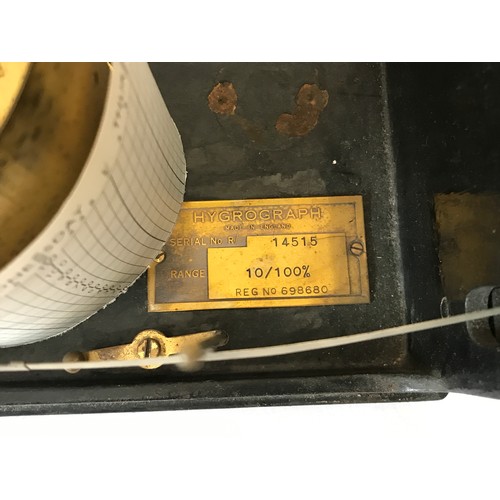 HYGROGRAPH
MADE IN ENGLAND
SERIAL No R. 14515
RANGE 10/100%
REG No 698680